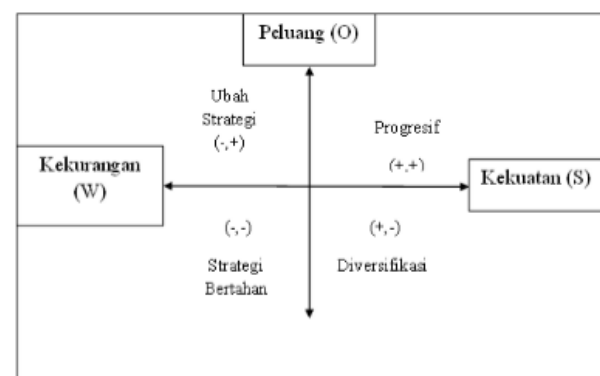 Peluang (O)
Ubah
Strategi
(-,+)
Progresif
(+,+)
Kekurangan
(W)
Kekuatan (S)
(-,-)
Strategi
Bertahan
(+,-)
Diversifikasi